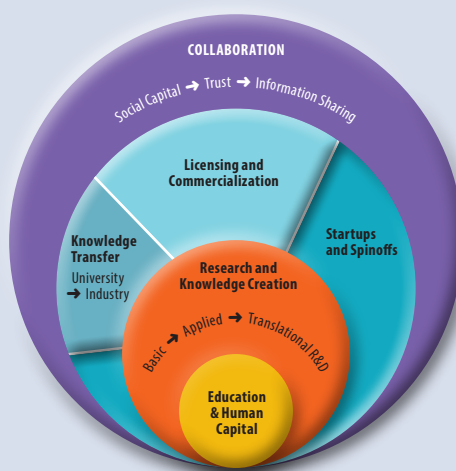 COLLABORATION
Social Capital ➔ Trust ➔ Information Sharing
Licensing and
Commercialization
Knowledge
Transfer
University
➔ Industry
Startups
and Spinoffs
Research and
Knowledge Creation
Basic ➔ Applied ➔ Translational R&D
Education
& Human
Capital